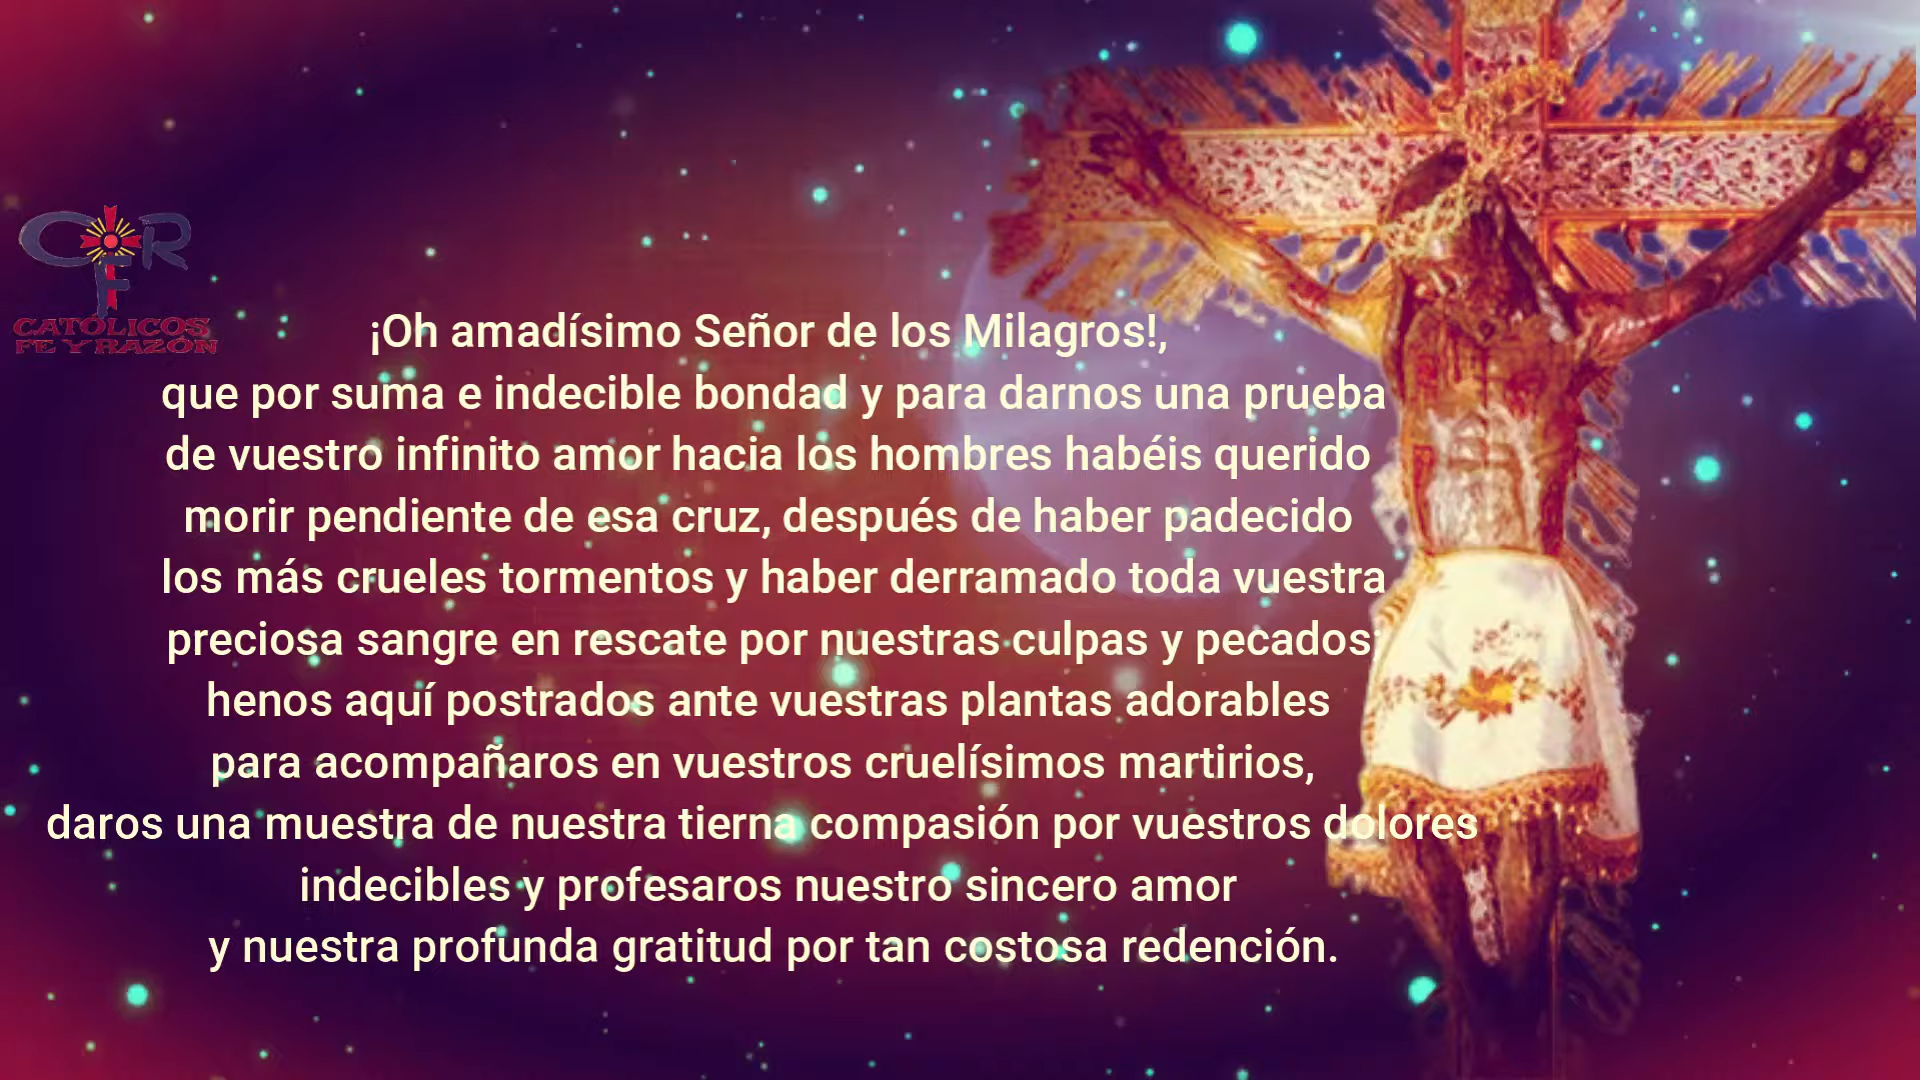 CFR
CATÓLICOS
FE Y RAZÓN
¡Oh amadísimo Señor de los Milagros!,
que por suma e indecible bondad y para darnos una prueba
de vuestro infinito amor hacia los hombres habéis querido
morir pendiente de esa cruz, después de haber padecido
los más crueles tormentos y haber derramado toda vuestra
preciosa sangre en rescate por nuestras culpas y pecados;
henos aquí postrados ante vuestras plantas adorables
para acompañaros en vuestros cruelísimos martirios,
daros una muestra de nuestra tierna compasión por vuestros dolores
indecibles y profesaros nuestro sincero amor
y nuestra profunda gratitud por tan costosa redención.